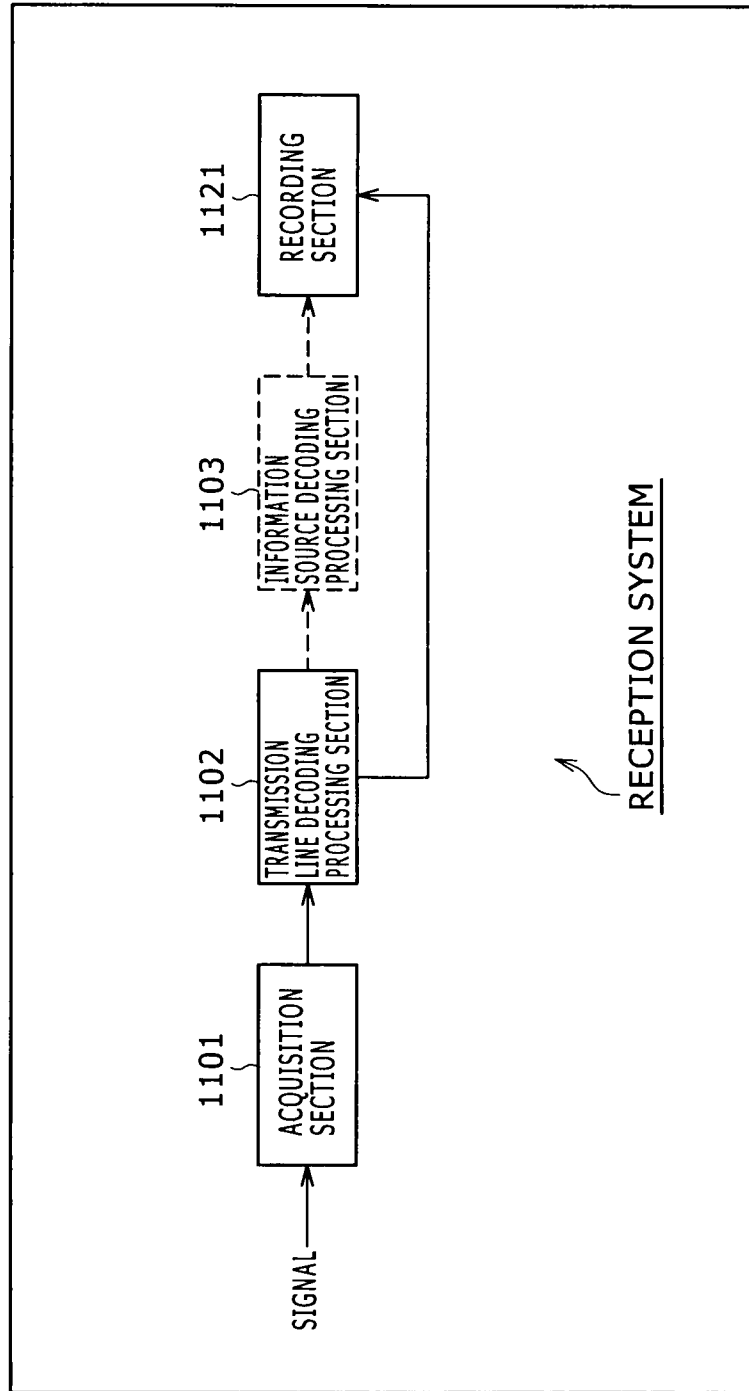 SIGNAL
1101
ACQUISITION
SECTION
1102
TRANSMISSION
LINE DECODING
PROCESSING SECTION
1103
INFORMATION
SOURCE DECODING
PROCESSING SECTION
1121
RECORDING
SECTION
RECEPTION SYSTEM